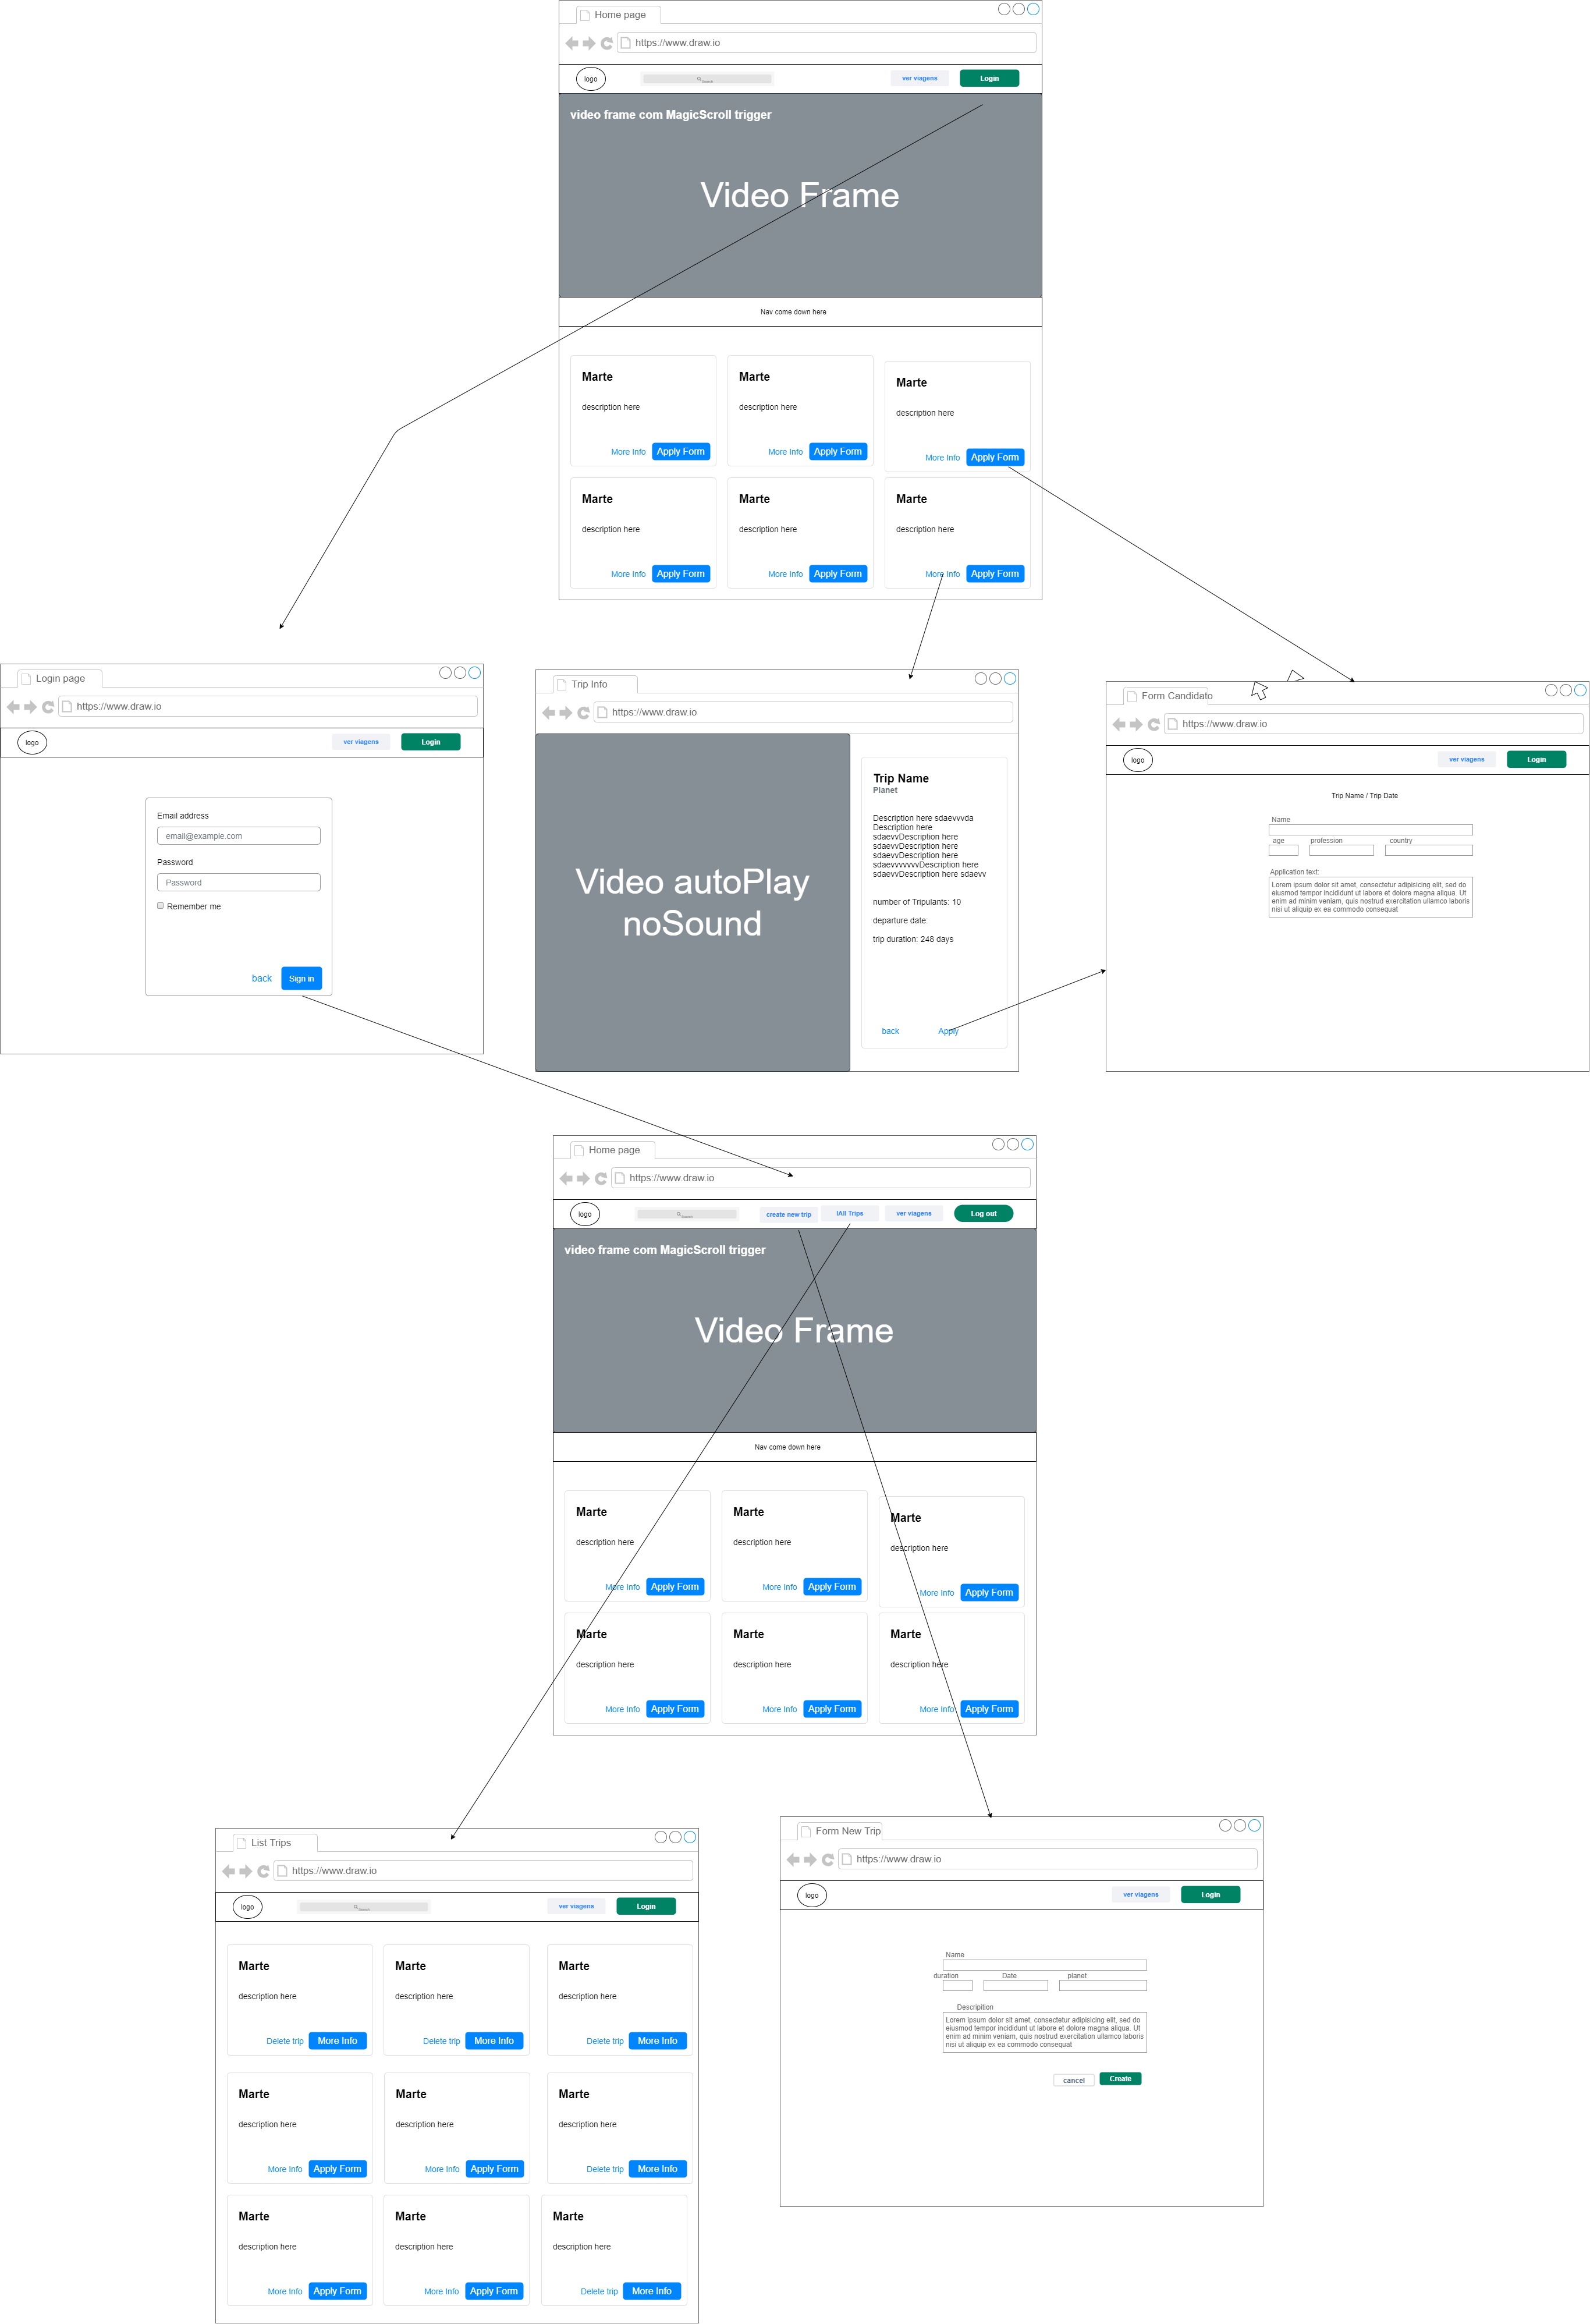 Home page
https://www.draw.io
logo
Search
ver viagens
Login
video frame com MagicScroll trigger
Video Frame
Nav come down here
Marte
Marte
Marte
description here
description here
description here
More Info
Apply Form
More Info
Apply Form
More Info
Apply Form
Marte
Marte
Marte
description here
description here
description here
More Info
Apply Form
More Info
Apply Form
More Info
Apply Form
Login page
https://www.draw.io
logo
ver viagens
Login
Email address
email@example.com
Password
Password
Remember me
back
Sign in
Trip Info
https://www.draw.io
Video autoPlay
noSound
Trip Name
Planet
Description here sdaevvvda
Description here
sdaevvDescription here
sdaevvDescription here
sdaevvDescription here
sdaevvvvvvvDescription here
sdaevvDescription here sdaevv
number of Tripulants: 10
departure date:
trip duration: 248 days
back
Apply
Form Candidato
https://www.draw.io
logo
ver viagens
Login
Trip Name / Trip Date
Name
age
profession
country
Application text:
Lorem ipsum dolor sit amet, consectetur adipisicing elit, sed do
eiusmod tempor incididunt ut labore et dolore magna aliqua. Ut
enim ad minim veniam, quis nostrud exercitation ullamco laboris
nisi ut aliquip ex ea commodo consequat
Home page
https://www.draw.io
logo
Search
create new trip
lAll Trips
ver viagens
Log out
video frame com MagicScroll trigger
Video Frame
Nav come down here
Marte
Marte
Marte
description here
description here
description here
More Info
Apply Form
More Info
Apply Form
More Info
Apply Form
Marte
Marte
Marte
description here
description here
description here
More Info
Apply Form
More Info
Apply Form
More Info
Apply Form
List Trips
https://www.draw.io
logo
Search
ver viagens
Login
Marte
Marte
Marte
description here
description here
description here
Delete trip
More Info
Delete trip
More Info
Delete trip
More Info
Marte
Marte
Marte
description here
description here
description here
More Info
Apply Form
More Info
Apply Form
Delete trip
More Info
Marte
Marte
Marte
description here
description here
description here
More Info
Apply Form
More Info
Apply Form
Delete trip
More Info
Form New Trip
https://www.draw.io
logo
ver viagens
Login
Name
duration
Date
planet
Descripition
Lorem ipsum dolor sit amet, consectetur adipisicing elit, sed do
eiusmod tempor incididunt ut labore et dolore magna aliqua. Ut
enim ad minim veniam, quis nostrud exercitation ullamco laboris
nisi ut aliquip ex ea commodo consequat
cancel
Create